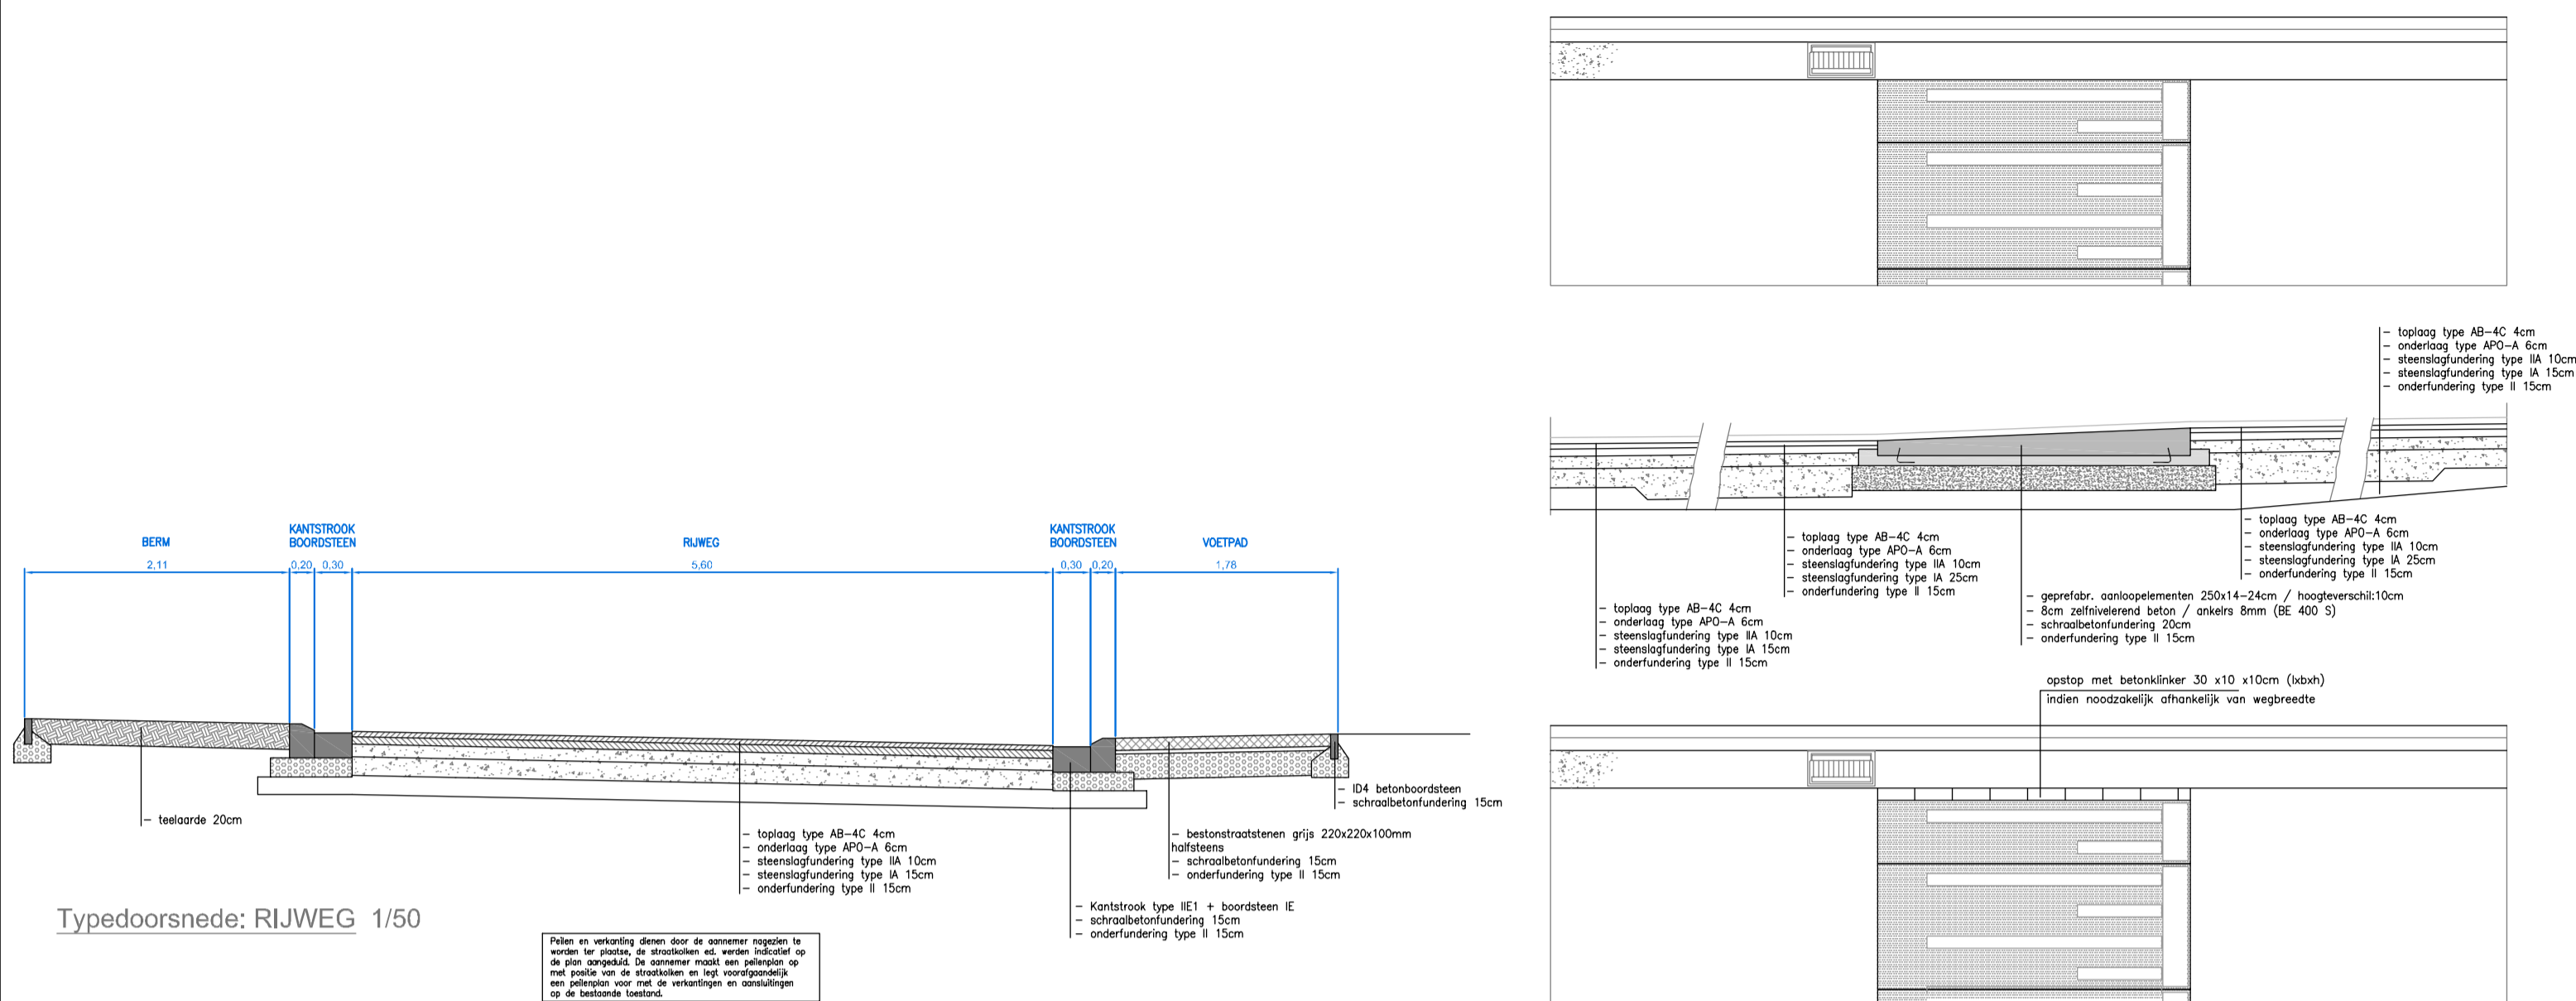 BERM
KANTSTROOK
BOORDSTEEN
RIJWEG
KANTSTROOK
BOORDSTEEN
VOETPAD
2,11
0,20
0,30
5,60
0,30
0,20
1,78
- teelaarde 20cm
- toplaag type AB-4C 4cm
- onderlaag type APO-A 6cm
- steenslagfundering type IIA 10cm
- steenslagfundering type IA 15cm
- onderfundering type II 15cm
- Kantstrook type IIE1 + boordsteen IE
- schraalbetonfundering 15cm
- onderfundering type II 15cm
- bestonstraatstenen grijs 220x220x100mm
halfsteens
- schraalbetonfundering 15cm
- onderfundering type II 15cm
- ID4 betonboordsteen
- schraalbetonfundering 15cm
Typedoorsnede: RIJWEG 1/50
Peilen en verkanting dienen door de aannemer nagezien te
worden ter plaatse, de straatkolken ed. werden indicatief op
de plan aangeduid. De aannemer maakt een peilenplan op
met positie van de straatkolken en legt voorafgaandelijk
een peilenplan voor met de verkantingen en aansluitingen
op de bestaande toestand.
- toplaag type AB-4C 4cm
- onderlaag type APO-A 6cm
- steenslagfundering type IIA 10cm
- steenslagfundering type IA 15cm
- onderfundering type II 15cm
- toplaag type AB-4C 4cm
- onderlaag type APO-A 6cm
- steenslagfundering type IIA 10cm
- steenslagfundering type IA 25cm
- onderfundering type II 15cm
- toplaag type AB-4C 4cm
- onderlaag type APO-A 6cm
- steenslagfundering type IIA 10cm
- steenslagfundering type IA 25cm
- onderfundering type II 15cm
- toplaag type AB-4C 4cm
- onderlaag type APO-A 6cm
- steenslagfundering type IIA 10cm
- steenslagfundering type IA 15cm
- onderfundering type II 15cm
- geprefabr. aanloopelementen 250x14-24cm / hoogteverschil:10cm
- 8cm zelfnivelerend beton / ankelrs 8mm (BE 400 S)
- schraalbetonfundering 20cm
- onderfundering type II 15cm
opstop met betonklinker 30 x10 x10cm (lxbxh)
indien noodzakelijk afhankelijk van wegbreedte